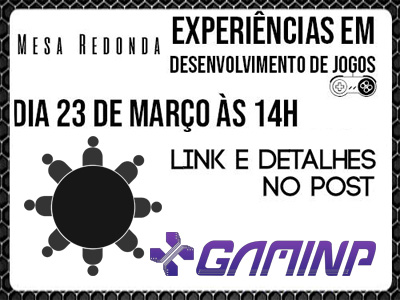 Mesa Redonda
EXPERIÊNCIAS EM
DESENVOLVIMENTO DE JOGOS
DIA 23 DE MARÇO ÀS 14H
LINK E DETALHES
NO POST
GAMINP